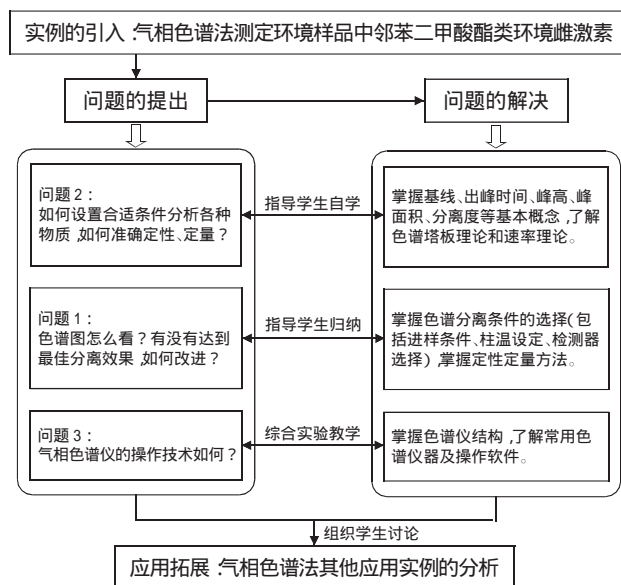 实例的引入:气相色谱法测定环境样品中邻苯二甲酸酯类环境雌激素
问题的提出
问题的解决
问题2:
如何设置合适条件分析各种
物质,如何准确定性、定量?
指导学生自学
掌握基线、出峰时间、峰高、峰
面积、分离度等基本概念,了解
色谱塔板理论和速率理论。
问题1:
色谱图怎么看?有没有达到
最佳分离效果,如何改进?
指导学生归纳
掌握色谱分离条件的选择(包
括进样条件、柱温设定、检测器
选择),掌握定性定量方法。
问题3:
气相色谱仪的操作技术如何?
综合实验教学
掌握色谱仪结构,了解常用色
谱仪器及操作软件。
组织学生讨论
应用拓展:气相色谱法其他应用实例的分析